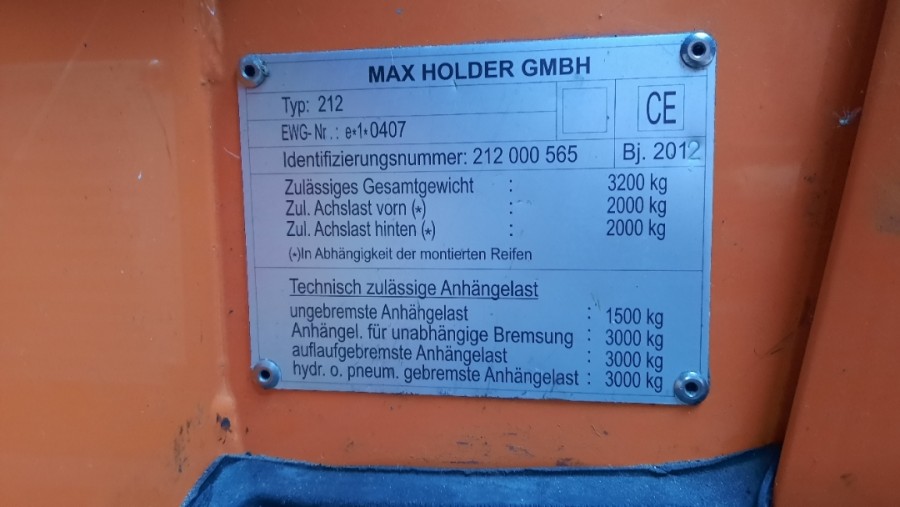 MAX HOLDER GMBH
Typ: 212
CE
EWG-Nr.: e*1*0407
Identifizierungsnummer: 212 000 565 Bj. 2012
Zulässiges Gesamtgewicht : 3200 kg
Zul. Achslast vorn (*) : 2000 kg
Zul. Achslast hinten (*) : 2000 kg
(*)In Abhängigkeit der montierten Reifen
Technisch zulässige Anhängelast
ungebremste Anhähgelast : 1500 kg
Anhängel. für unabhängige Bremsung : 3000 kg
auflaufgebremste Anhängelast : 3000 kg
hydr. o. pneum. gebremste Anhängelast : 3000 kg